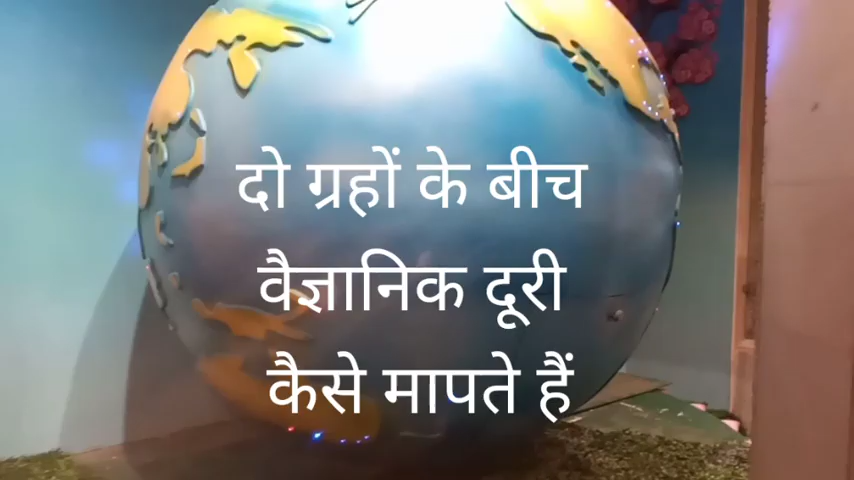 दो ग्रहों के बीच
वैज्ञानिक दूरी
कैसे मापते हैं